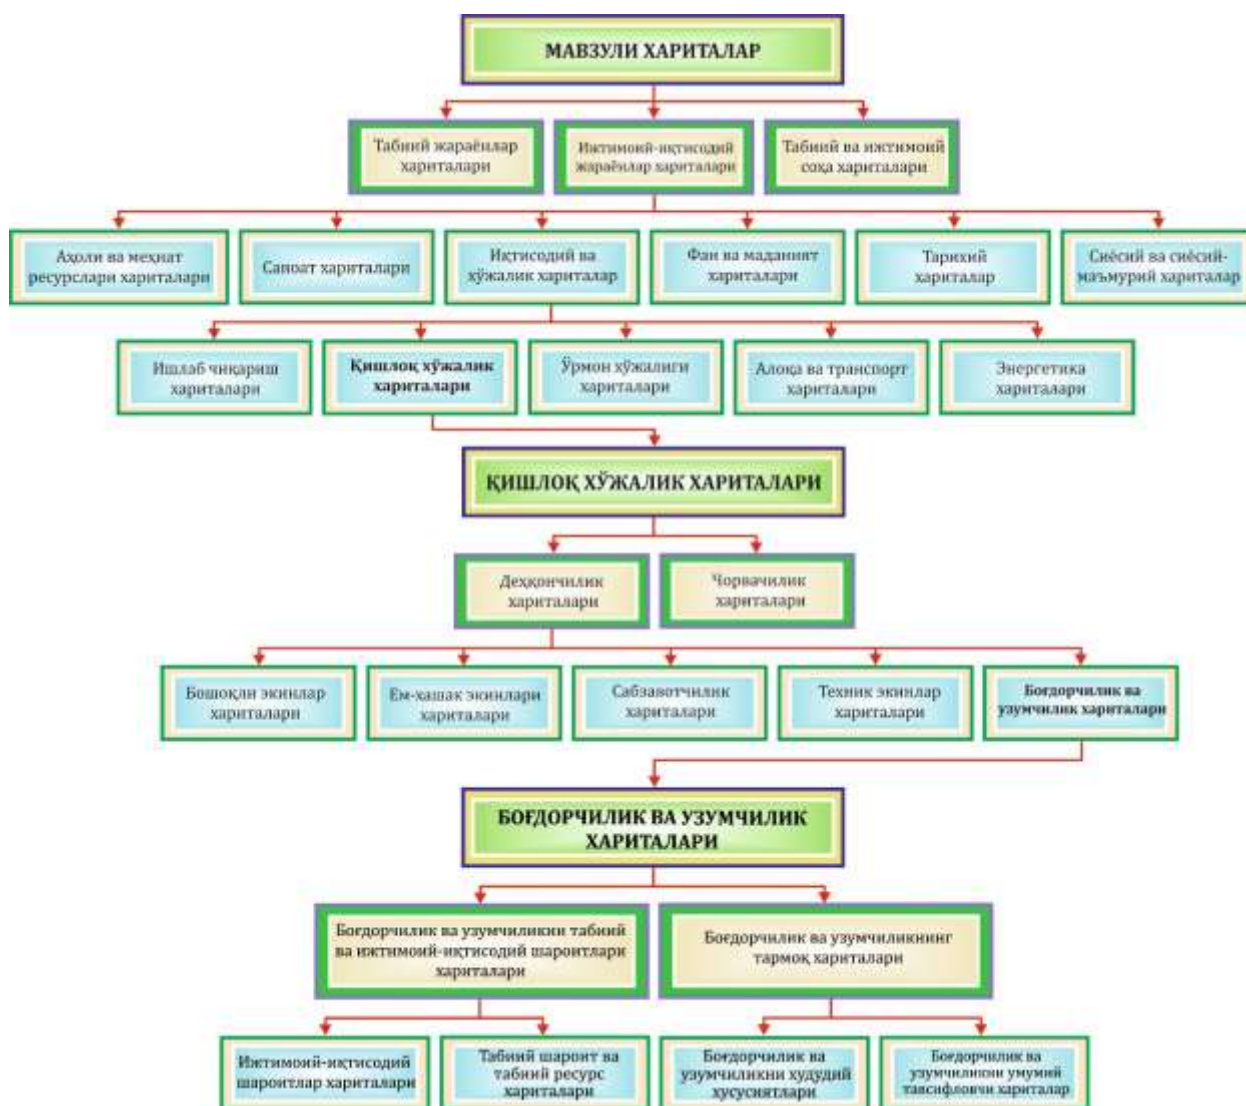 МАВЗУЛИ ХАРИТАЛАР
Табиий жараёнлар
хариталари
Ижтимоий-иқтисодий
жараёнлар хариталари
Табиий ва ижтимоий
соҳа хариталари
Аҳоли ва меҳнат
ресурслари хариталари
Саноат хариталари
Иқтисодий ва
хўжалик хариталар
Фан ва маданият
хариталари
Тарихий
хариталар
Сиёсий ва сиёсий-
маъмурий хариталар
Ишлаб чиқариш
хариталари
Қишлоқ хўжалик
хариталари
Ўрмон хўжалиги
хариталари
Алоқа ва транспорт
хариталари
Энергетика
хариталари
ҚИШЛОҚ ХЎЖАЛИК ХАРИТАЛАРИ
Деҳқончилик
хариталари
Чорвачилик
хариталари
Бошоқли экинлар
хариталари
Ем-хашак экинлари
хариталари
Сабзавотчилик
хариталари
Техник экинлар
хариталари
Боғдорчилик ва
узумчилик хариталари
БОҒДОРЧИЛИК ВА УЗУМЧИЛИК
ХАРИТАЛАРИ
Боғдорчилик ва узумчиликни табиий
ва ижтимоий-иқтисодий шароитлари
хариталари
Боғдорчилик ва узумчиликнинг
тармоқ хариталари
Ижтимоий-иқтисодий
шароитлар хариталари
Табиий шароит ва
табиий ресурс
хариталари
Боғдорчилик ва
узумчиликни ҳудудий
хусусиятлари
Боғдорчилик ва
узумчиликни умумий
тавсифловчи хариталар